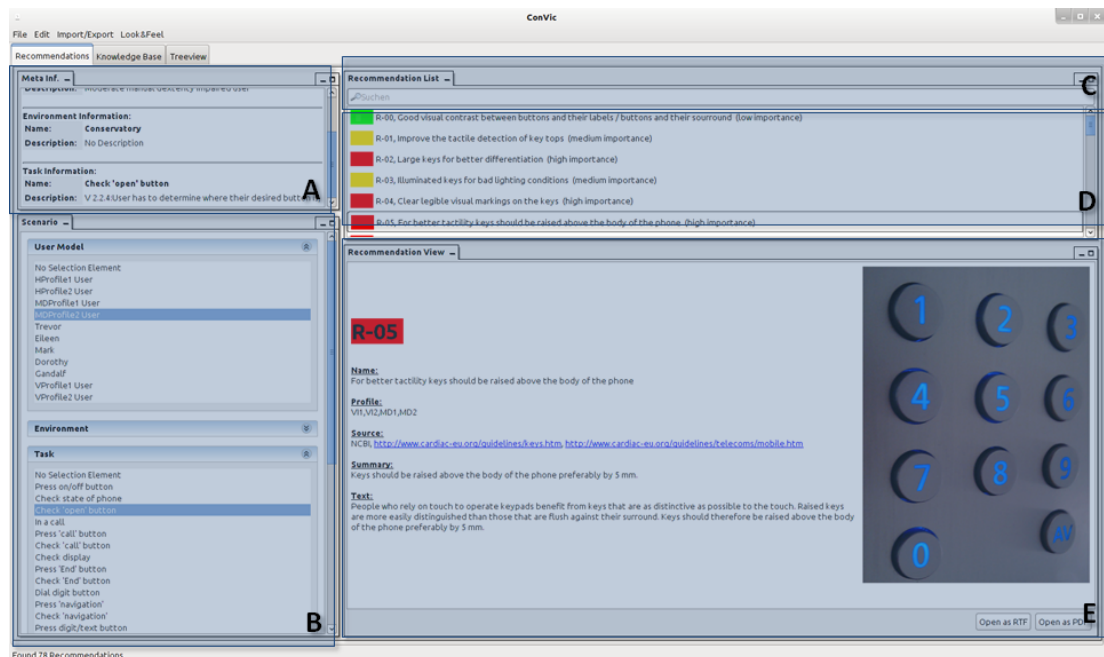 ConVic
File Edit Import/Export Look&Feel
Recommendations Knowledge Base Treeview
Meta Inf.
Description: Moderate manual dexterity impaired user
Environment Information:
Name: Conservatory
Description: No Description
Task Information:
Name: Check 'open' button
Description: V 2.2.4:User has to determine where their desired button
A
Scenario
User Model
No Selection Element
HProfile1 User
HProfile2 User
MDProfile1 User
MDProfile2 User
Trevor
Eileen
Mark
Dorothy
Gandalf
VProfile1 User
VProfile2 User
Environment
Task
No Selection Element
Press on/off button
Check state of phone
Check 'open' button
In a call
Press 'call' button
Check 'call' button
Check display
Press 'End' button
Check 'End' button
Dial digit button
Press 'navigation'
Check 'navigation'
Press digit/text button
B
Recommendation List
Suchen
C
R-00, Good visual contrast between buttons and their labels / buttons and their sourround (low importance)
R-01, Improve the tactile detection of key tops (medium importance)
R-02, Large keys for better differentiation (high importance)
R-03, Illuminated keys for bad lighting conditions (medium importance)
R-04, Clear legible visual markings on the keys (high importance)
R-05, For better tactility keys should be raised above the body of the phone (high importance)
D
Recommendation View
R-05
Name:
For better tactility keys should be raised above the body of the phone
Profile:
VI1,VI2,MD1,MD2
Source:
NCBI, http://www.cardiac-eu.org/guidelines/keys.htm, http://www.cardiac-eu.org/guidelines/telecoms/mobile.htm
Summary:
Keys should be raised above the body of the phone preferably by 5 mm.
Text:
People who rely on touch to operate keypads benefit from keys that are as distinctive as possible to the touch. Raised keys
are more easily distinguished than those that are flush against their surround. Keys should therefore be raised above the body
of the phone preferably by 5 mm.
1 2 3
4 5 6
7 8 9
0 AV
Open as RTF Open as PD
E
Found 78 Recommendations